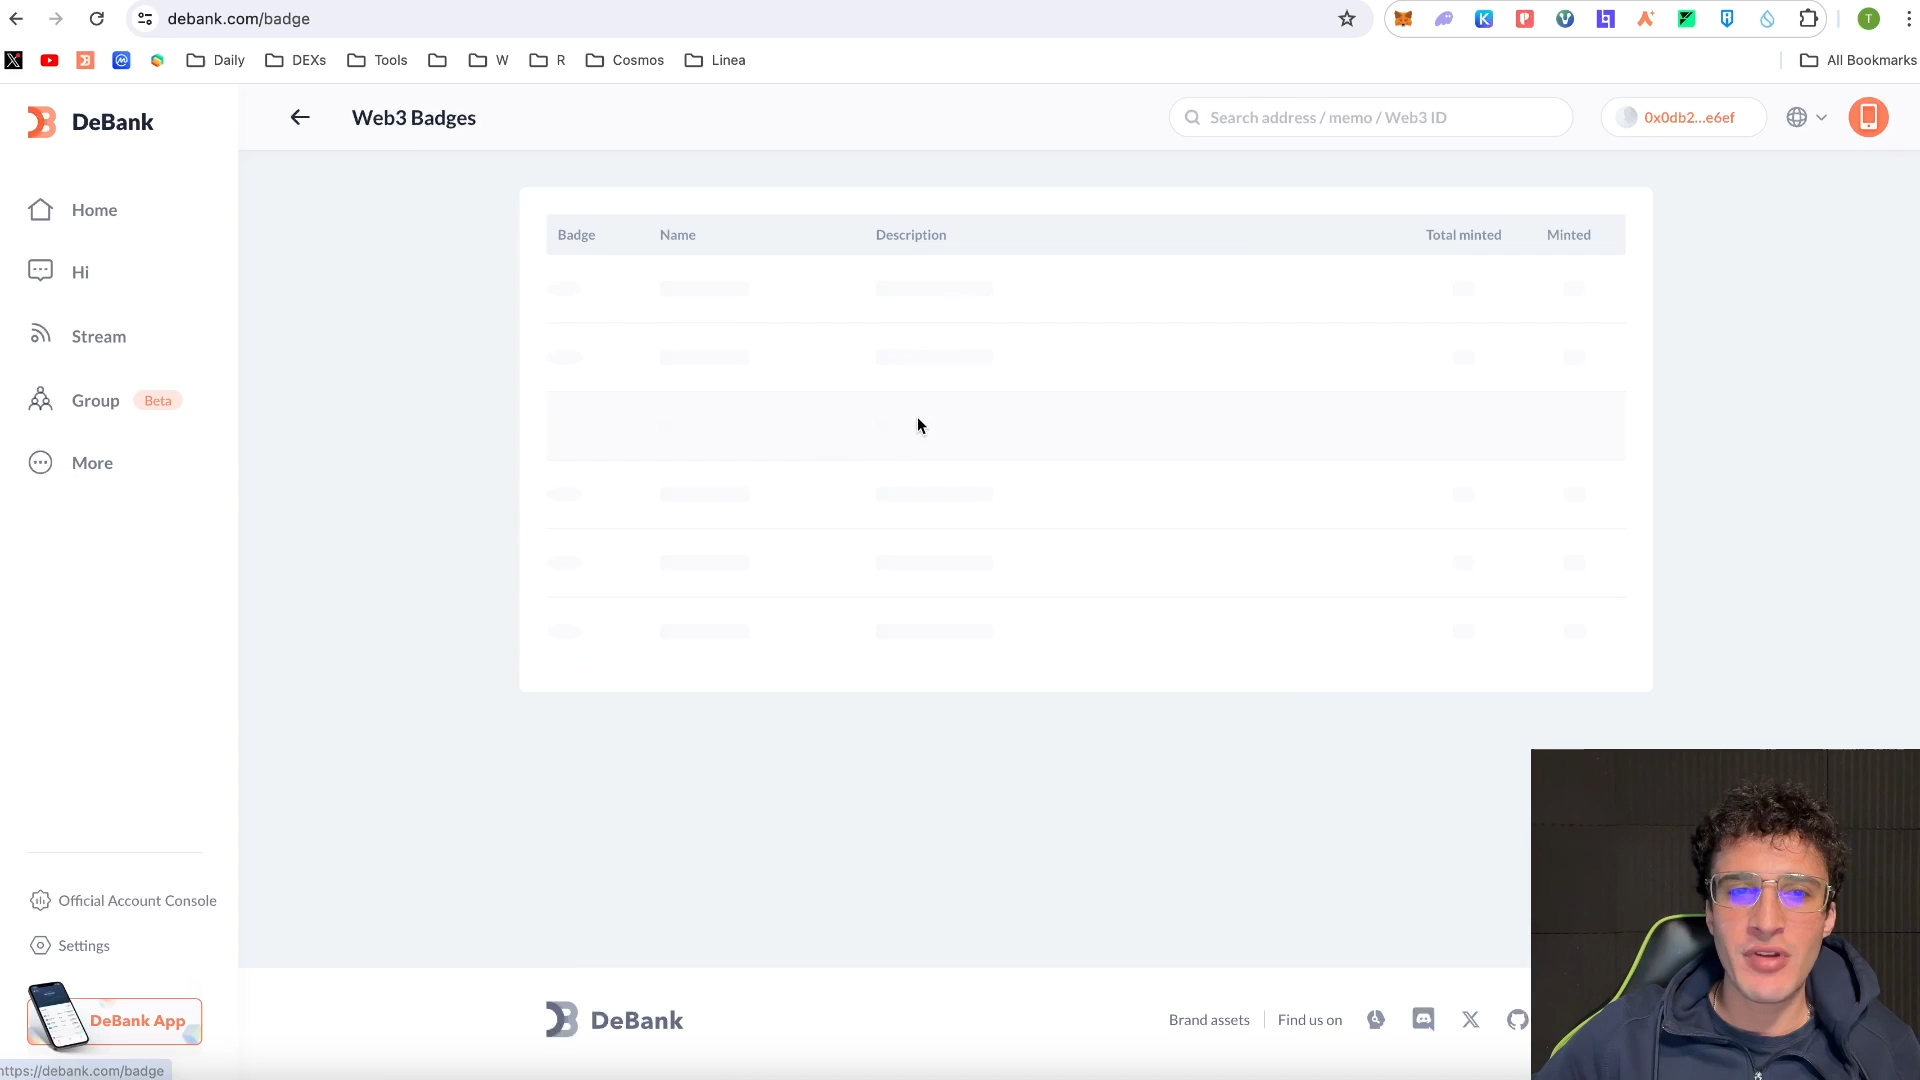 debank.com/badge
T
Daily
DEXs
Tools
W
R
Cosmos
Linea
All Bookmarks
DeBank
Web3 Badges
Search address / memo / Web3 ID
0x0db2...e6ef
Home
Hi
Stream
Group
Beta
More
Badge
Name
Description
Total minted
Minted
Official Account Console
Settings
DeBank App
DeBank
Brand assets
Find us on
https://debank.com/badge